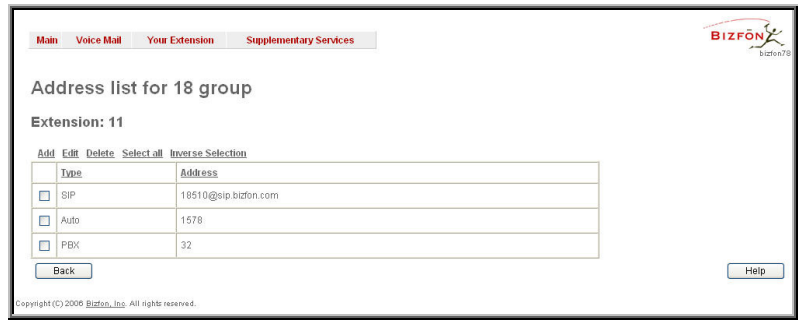 Main Voice Mail Your Extension Supplementary Services
BIZFŌN
bizfon78
Address list for 18 group
Extension: 11
Add Edit Delete Select all Inverse Selection
Type Address
SIP 18510@sip.bizfon.com
Auto 1578
PBX 32
Back Help
Copyright (C) 2006 Bizfon, Inc. All rights reserved.